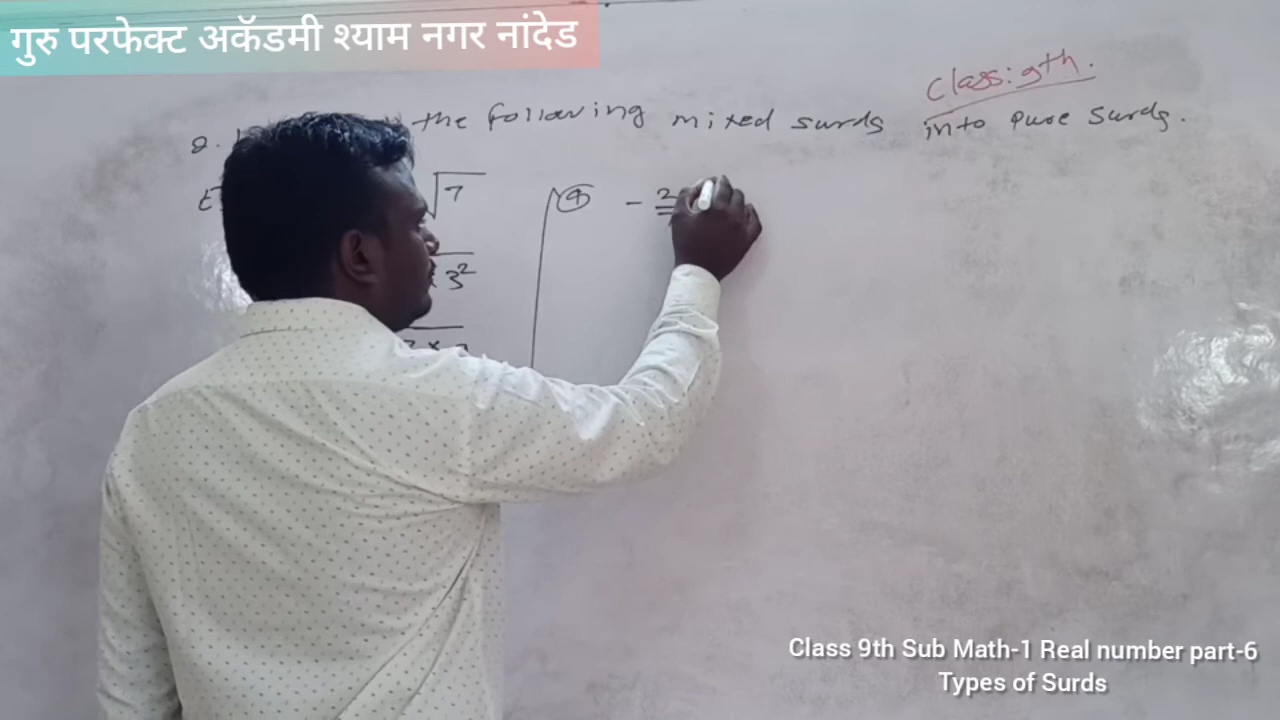 गुरु परफेक्ट अकॅडमी श्याम नगर नांदेड
Class: 9th.
8. the following mixed surds into pure surds.
√7
④ - 2
3²
Class 9th Sub Math-1 Real number part-6
Types of Surds